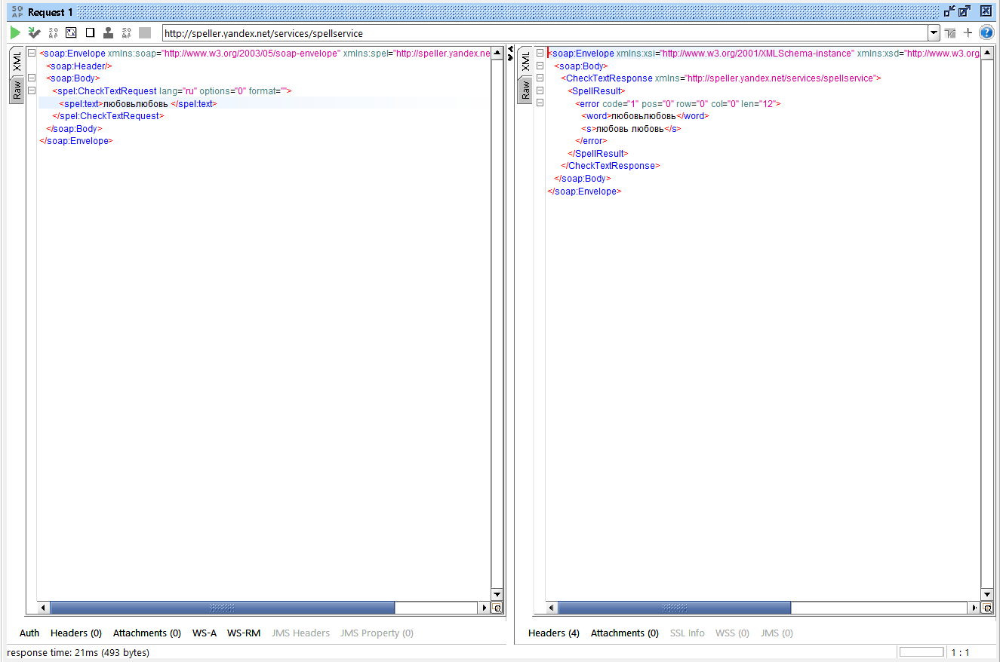 SO
AP
Request 1
http://speller.yandex.net/services/spellservice
XML
Raw
<soap:Envelope xmlns:soap="http://www.w3.org/2003/05/soap-envelope" xmlns:spel="http://speller.yandex.ne
<soap:Header/>
<soap:Body>
<spel:CheckTextRequest lang="ru" options="0" format="">
<spel:text>любовьлюбовь </spel:text>
</spel:CheckTextRequest>
</soap:Body>
</soap:Envelope>
XML
Raw
<soap:Envelope xmlns:xsi="http://www.w3.org/2001/XMLSchema-instance" xmlns:xsd="http://www.w3.org,
<soap:Body>
<CheckTextResponse xmlns="http://speller.yandex.net/services/spellservice">
<SpellResult>
<error code="1" pos="0" row="0" col="0" len="12">
<word>любовьлюбовь</word>
<s>любовь любовь</s>
</error>
</SpellResult>
</CheckTextResponse>
</soap:Body>
</soap:Envelope>
Auth Headers (0) Attachments (0) WS-A WS-RM JMS Headers JMS Property (0)
Headers (4) Attachments (0) SSL Info WSS (0) JMS (0)
response time: 21ms (493 bytes)
1 : 1